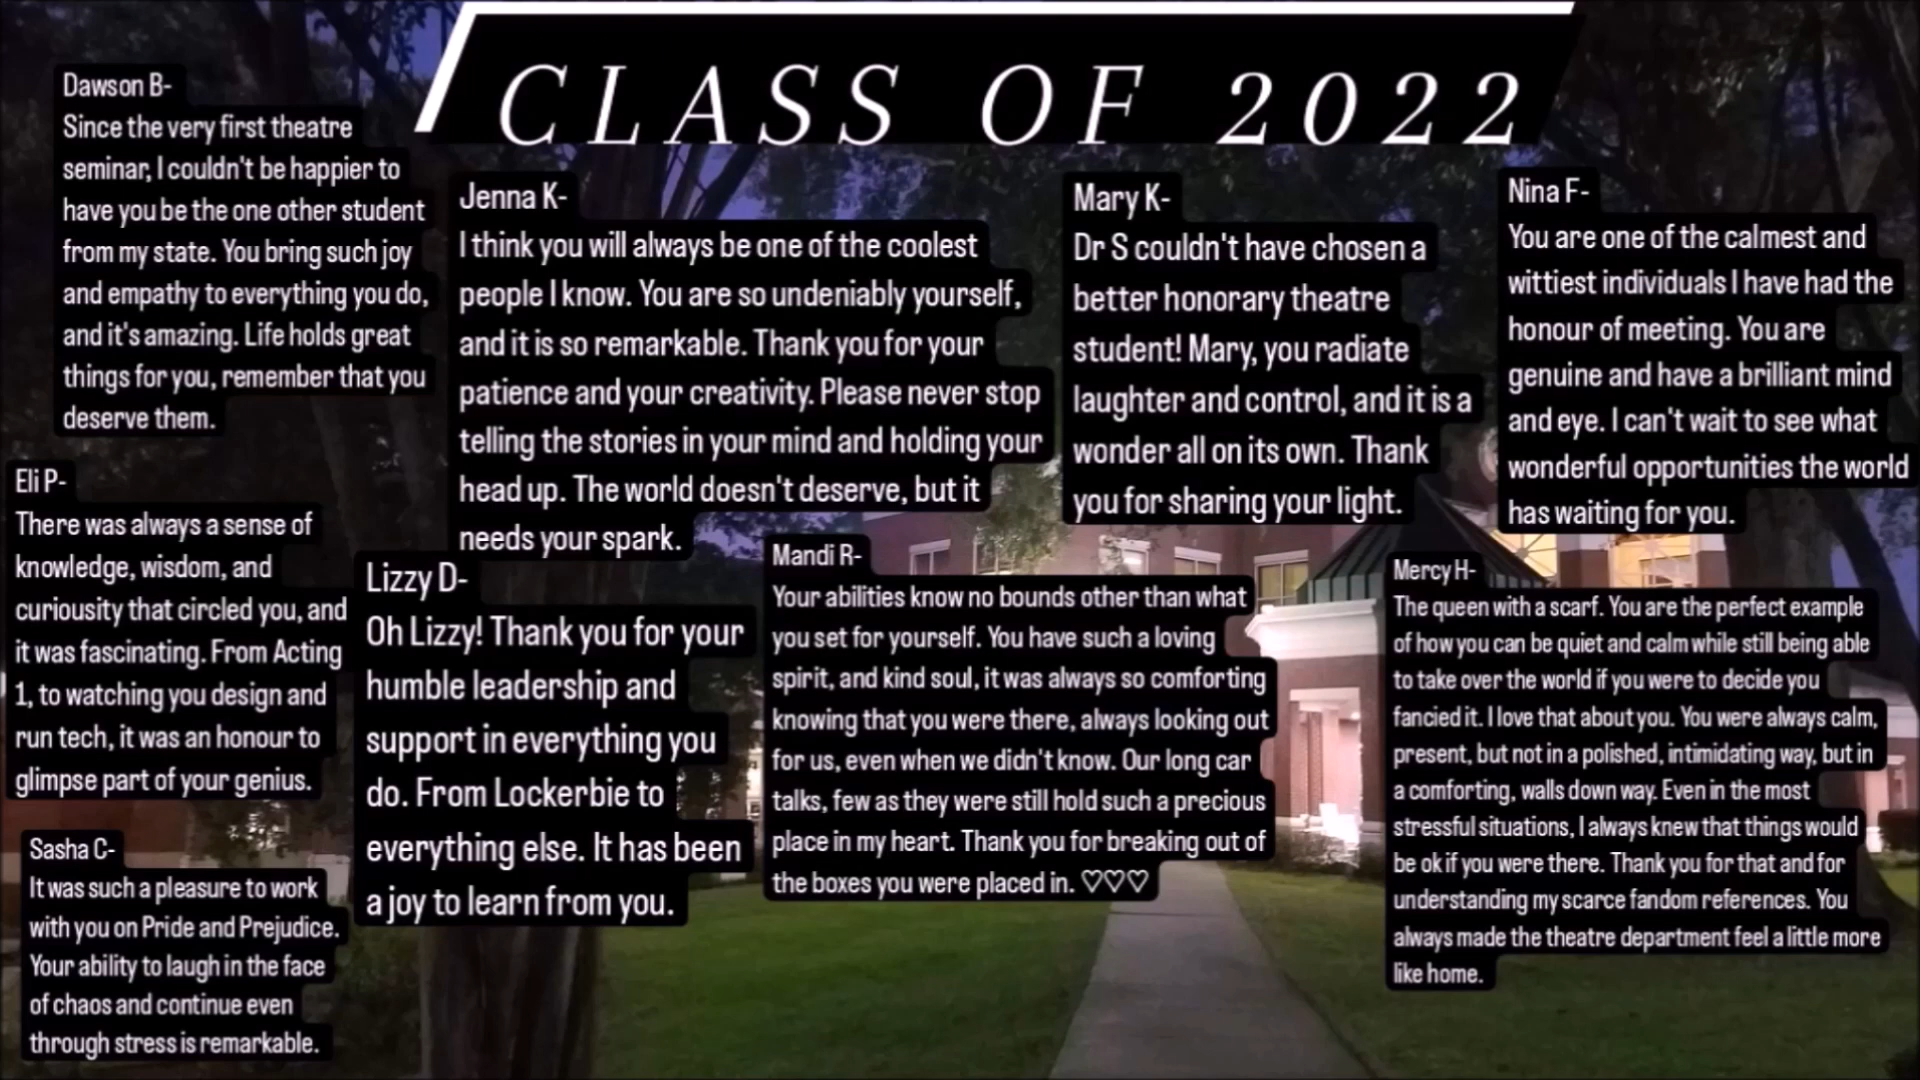 CLASS OF 2022
Dawson B-
Since the very first theatre
seminar, I couldn't be happier to
have you be the one other student
from my state. You bring such joy
and empathy to everything you do,
and it's amazing. Life holds great
things for you, remember that you
deserve them.
Jenna K-
I think you will always be one of the coolest
people I know. You are so undeniably yourself,
and it is so remarkable. Thank you for your
patience and your creativity. Please never stop
telling the stories in your mind and holding your
head up. The world doesn't deserve, but it
needs your spark.
Mary K-
Dr S couldn't have chosen a
better honorary theatre
student! Mary, you radiate
laughter and control, and it is a
wonder all on its own. Thank
you for sharing your light.
Nina F-
You are one of the calmest and
wittiest individuals I have had the
honour of meeting. You are
genuine and have a brilliant mind
and eye. I can't wait to see what
wonderful opportunities the world
has waiting for you.
Eli P-
There was always a sense of
knowledge, wisdom, and
curiousity that circled you, and
it was fascinating. From Acting
1, to watching you design and
run tech, it was an honour to
glimpse part of your genius.
Lizzy D-
Oh Lizzy! Thank you for your
humble leadership and
support in everything you
do. From Lockerbie to
everything else. It has been
a joy to learn from you.
Mandi R-
Your abilities know no bounds other than what
you set for yourself. You have such a loving
spirit, and kind soul, it was always so comforting
knowing that you were there, always looking out
for us, even when we didn't know. Our long car
talks, few as they were still hold such a precious
place in my heart. Thank you for breaking out of
the boxes you were placed in. ♡♡♡
Mercy H-
The queen with a scarf. You are the perfect example
of how you can be quiet and calm while still being able
to take over the world if you were to decide you
fancied it. I love that about you. You were always calm,
present, but not in a polished, intimidating way, but in
a comforting, walls down way. Even in the most
stressful situations, I always knew that things would
be ok if you were there. Thank you for that and for
understanding my scarce fandom references. You
always made the theatre department feel a little more
like home.
Sasha C-
It was such a pleasure to work
with you on Pride and Prejudice.
Your ability to laugh in the face
of chaos and continue even
through stress is remarkable.